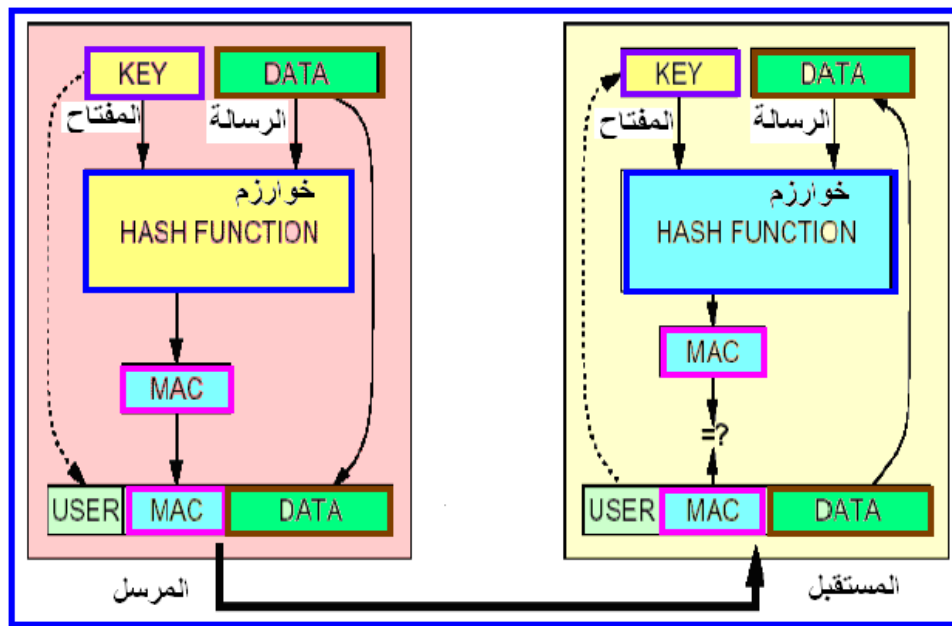 KEY
DATA
المفتاح
الرسالة
خوارزم
HASH FUNCTION
MAC
USER
MAC
DATA
المرسل
KEY
DATA
المفتاح
الرسالة
خوارزم
HASH FUNCTION
MAC
=?
USER
MAC
DATA
المستقبل